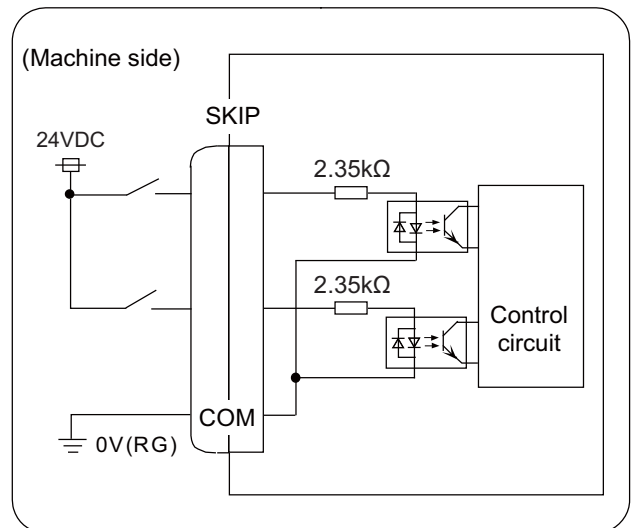 (Machine side)
SKIP
24VDC
2.35kΩ
2.35kΩ
Control
circuit
COM
0V(RG)